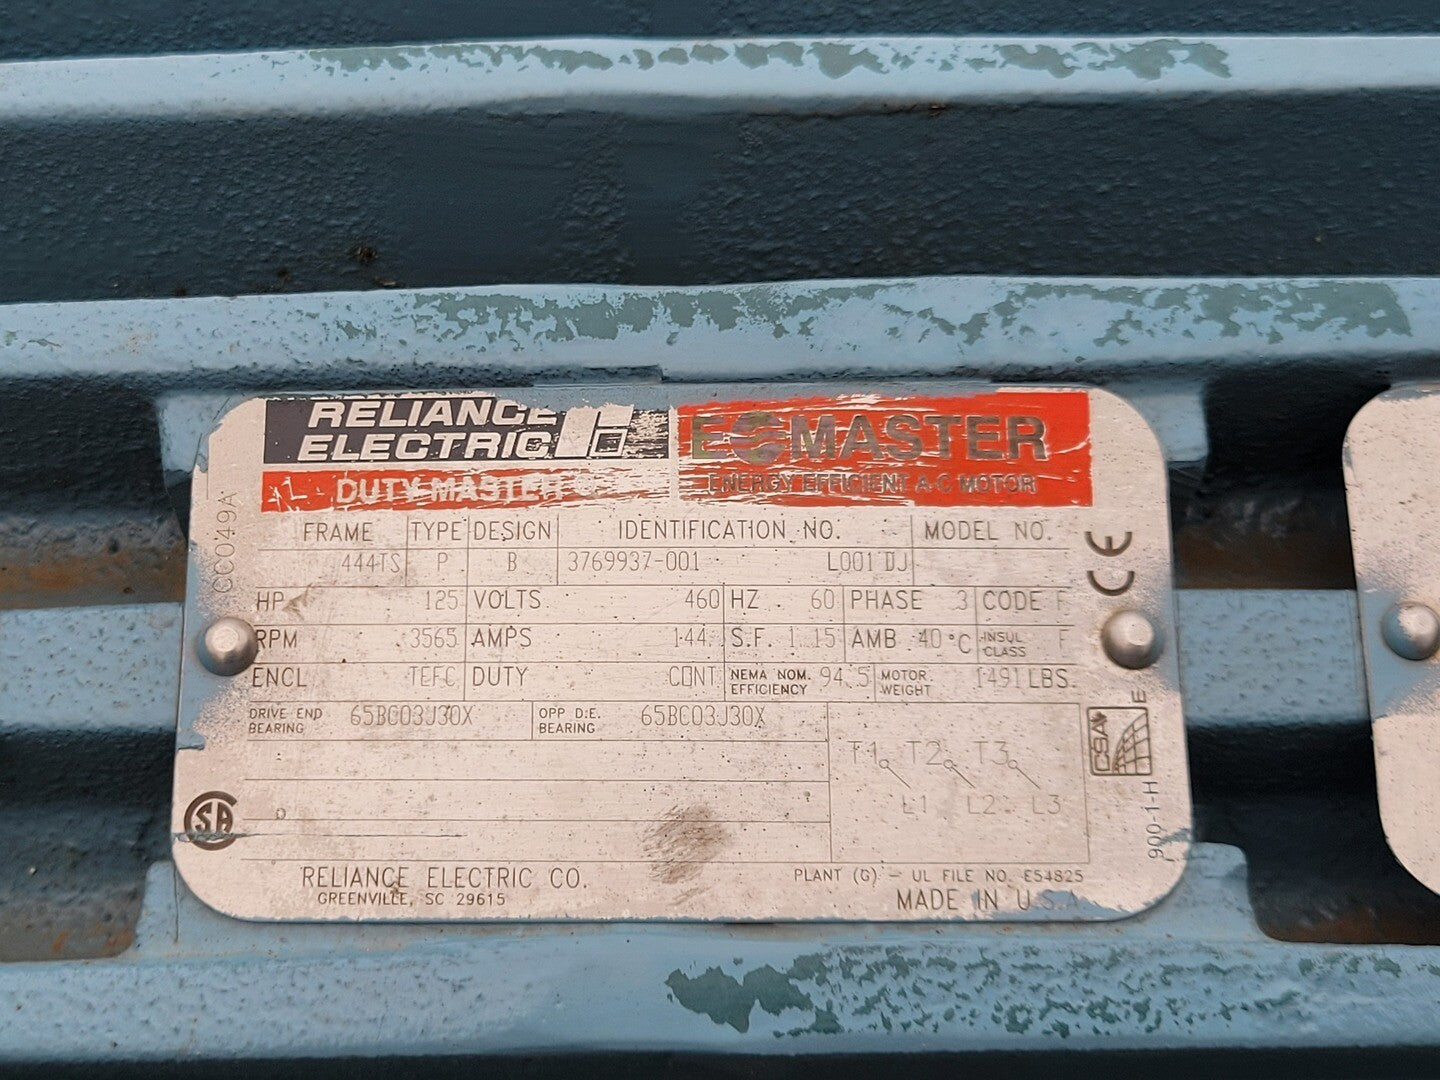 RELIANCE
ELECTRIC
DUTY MASTER
MASTER
ENERGY EFFICIENT A-C MOTOR
CC049A
FRAME TYPE DESIGN IDENTIFICATION NO. MODEL NO.
444TS P B 3769937-001 L001 DJ
CE
HP 125 VOLTS 460 HZ 60 PHASE 3 CODE F
RPM 3565 AMPS 144. S.F. 1.15 AMB 40°C INSUL CLASS F
ENCL TEFC DUTY CONT NEMA NOM. EFFICIENCY 94.5 MOTOR WEIGHT 1491LBS.
DRIVE END BEARING 65BC03J30X OPP D.E. BEARING 65BC03J30X
T1 T2 T3
L1 L2 L3
CSA
E
CSA
900-1-H
RELIANCE ELECTRIC CO.
GREENVILLE, SC 29615
PLANT (G) - UL FILE NO. E54825
MADE IN U.S.A